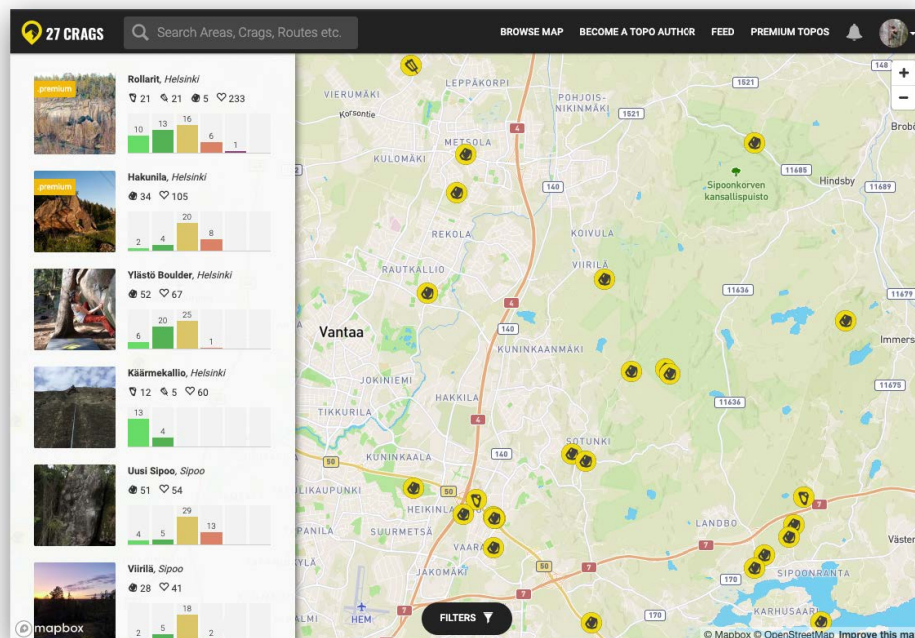 27 CRAGS
Search Areas, Crags, Routes etc.
BROWSE MAP
BECOME A TOPO AUTHOR
FEED
PREMIUM TOPOS
.premium
Rollarit, Helsinki
21 21 5 233
10 13 16 6 1
.premium
Hakunila, Helsinki
34 105
2 4 20 8
Ylästö Boulder, Helsinki
52 67
6 20 25 1
Käärmekallio, Helsinki
12 5 60
13 4
Uusi Sipoo, Sipoo
51 54
4 5 29 13
Viirilä, Sipoo
28 41
2 5 18 2
mapbox
FILTERS
+
−
148
1521
LEPPÄKORPI
VIERUMÄKI
POHJOIS-
NIKINMÄKI
Korsontie
1521
4
METSOLA
KULOMÄKI
11685
140
Sipoonkorven
kansallispuisto
Hindsby
11689
REKOLA
KOIVULA
RAUTKALLIO
VIIRILÄ
11636
11679
4
Vantaa
140
KUNINKAANMÄKI
Immers
JOKINIEMI
11675
HAKKILA
11636
TIKKURILA
4
SOTUNKI
KUNINKAALA
140
50
50
HEIKINL
7
SUURMETSÄ
LANDBO
PANILA
Väster
7
VAARA
JAKOMÄKI
50
SIPOONRANTA
170
KARHUSAARI
HEM
7
170
© Mapbox © OpenStreetMap Improve this ma